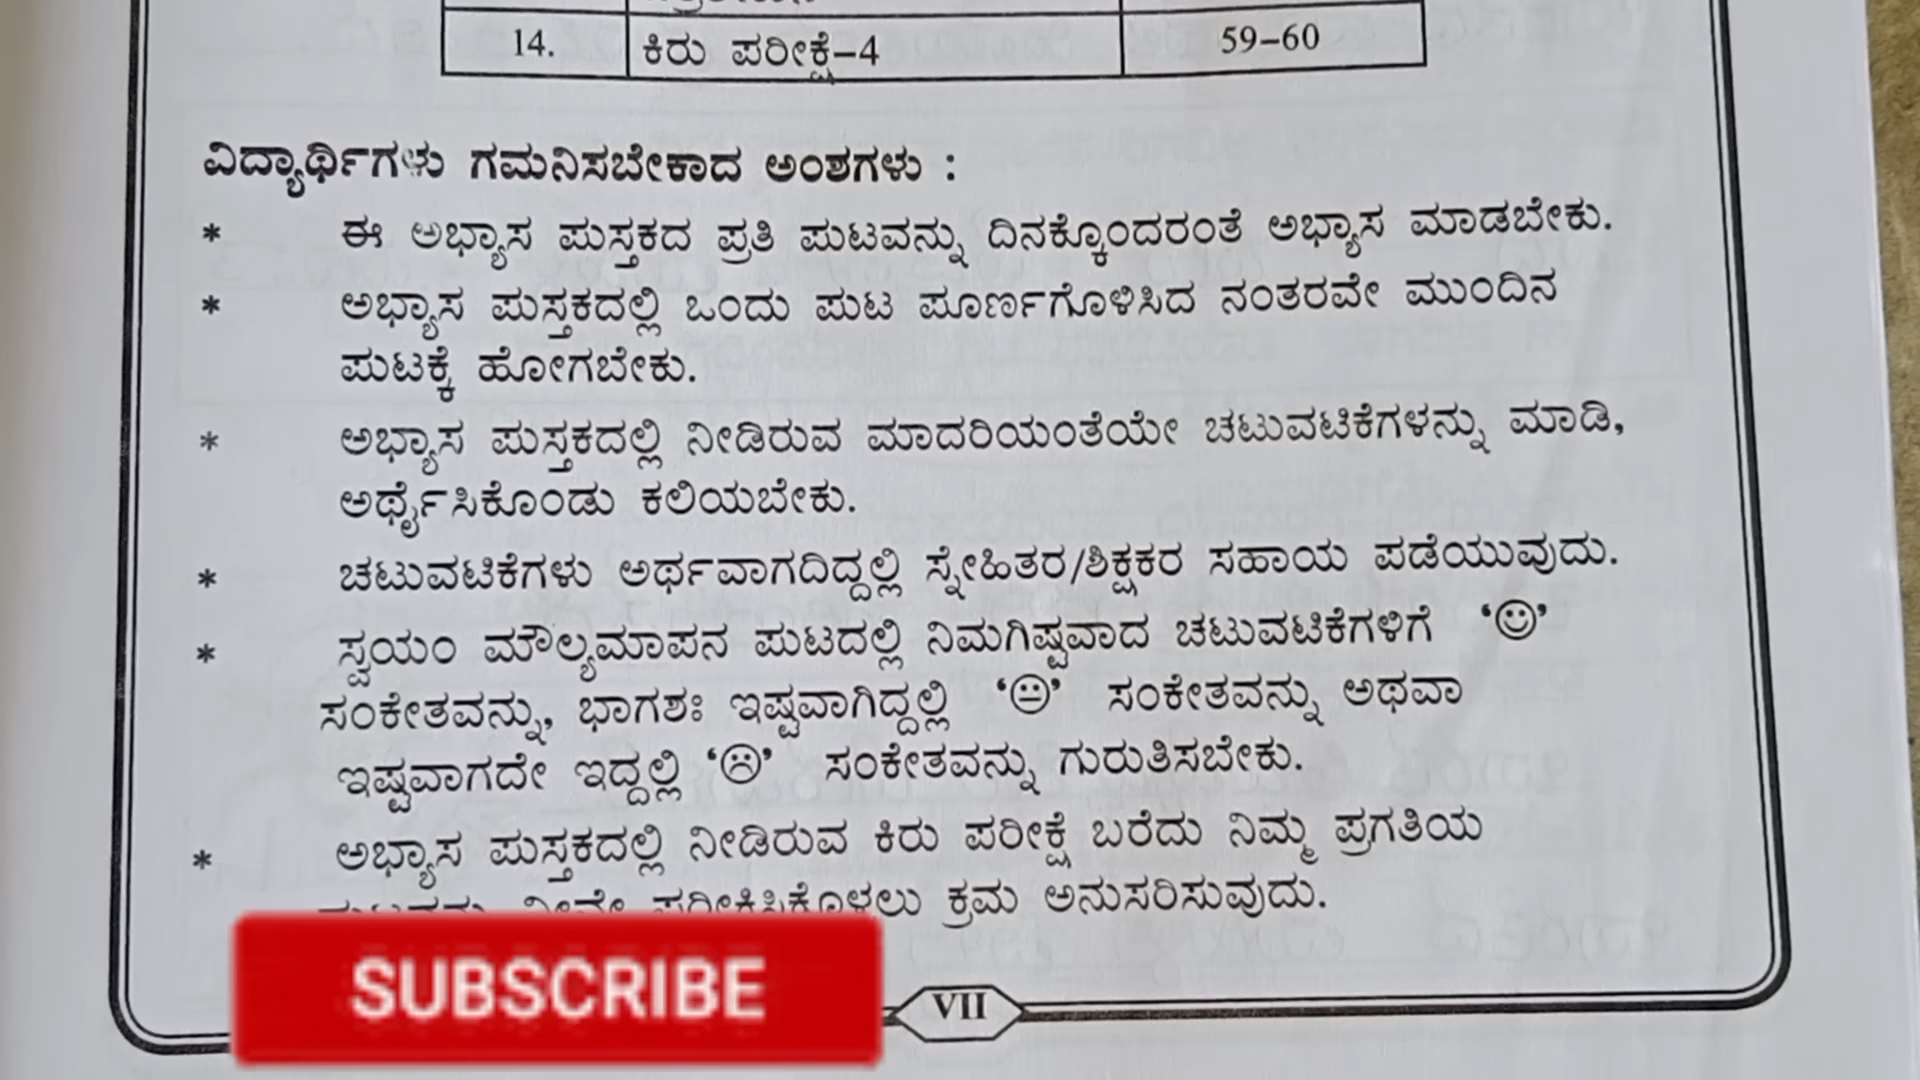 14. ಕಿರು ಪರೀಕ್ಷೆ–4 59–60
ವಿದ್ಯಾರ್ಥಿಗಳು ಗಮನಿಸಬೇಕಾದ ಅಂಶಗಳು :
* ಈ ಅಭ್ಯಾಸ ಪುಸ್ತಕದ ಪ್ರತಿ ಪುಟವನ್ನು ದಿನಕ್ಕೊಂದರಂತೆ ಅಭ್ಯಾಸ ಮಾಡಬೇಕು.
* ಅಭ್ಯಾಸ ಪುಸ್ತಕದಲ್ಲಿ ಒಂದು ಪುಟ ಪೂರ್ಣಗೊಳಿಸಿದ ನಂತರವೇ ಮುಂದಿನ
ಪುಟಕ್ಕೆ ಹೋಗಬೇಕು.
* ಅಭ್ಯಾಸ ಪುಸ್ತಕದಲ್ಲಿ ನೀಡಿರುವ ಮಾದರಿಯಂತೆಯೇ ಚಟುವಟಿಕೆಗಳನ್ನು ಮಾಡಿ,
ಅರ್ಥೈಸಿಕೊಂಡು ಕಲಿಯಬೇಕು.
* ಚಟುವಟಿಕೆಗಳು ಅರ್ಥವಾಗದಿದ್ದಲ್ಲಿ ಸ್ನೇಹಿತರ/ಶಿಕ್ಷಕರ ಸಹಾಯ ಪಡೆಯುವುದು.
* ಸ್ವಯಂ ಮೌಲ್ಯಮಾಪನ ಪುಟದಲ್ಲಿ ನಿಮಗಿಷ್ಟವಾದ ಚಟುವಟಿಕೆಗಳಿಗೆ ‘☺’
ಸಂಕೇತವನ್ನು, ಭಾಗಶಃ ಇಷ್ಟವಾಗಿದ್ದಲ್ಲಿ ‘😐’ ಸಂಕೇತವನ್ನು ಅಥವಾ
ಇಷ್ಟವಾಗದೇ ಇದ್ದಲ್ಲಿ ‘☹’ ಸಂಕೇತವನ್ನು ಗುರುತಿಸಬೇಕು.
* ಅಭ್ಯಾಸ ಪುಸ್ತಕದಲ್ಲಿ ನೀಡಿರುವ ಕಿರು ಪರೀಕ್ಷೆ ಬರೆದು ನಿಮ್ಮ ಪ್ರಗತಿಯ
ಕ್ರಮ ಅನುಸರಿಸುವುದು.
SUBSCRIBE
VII